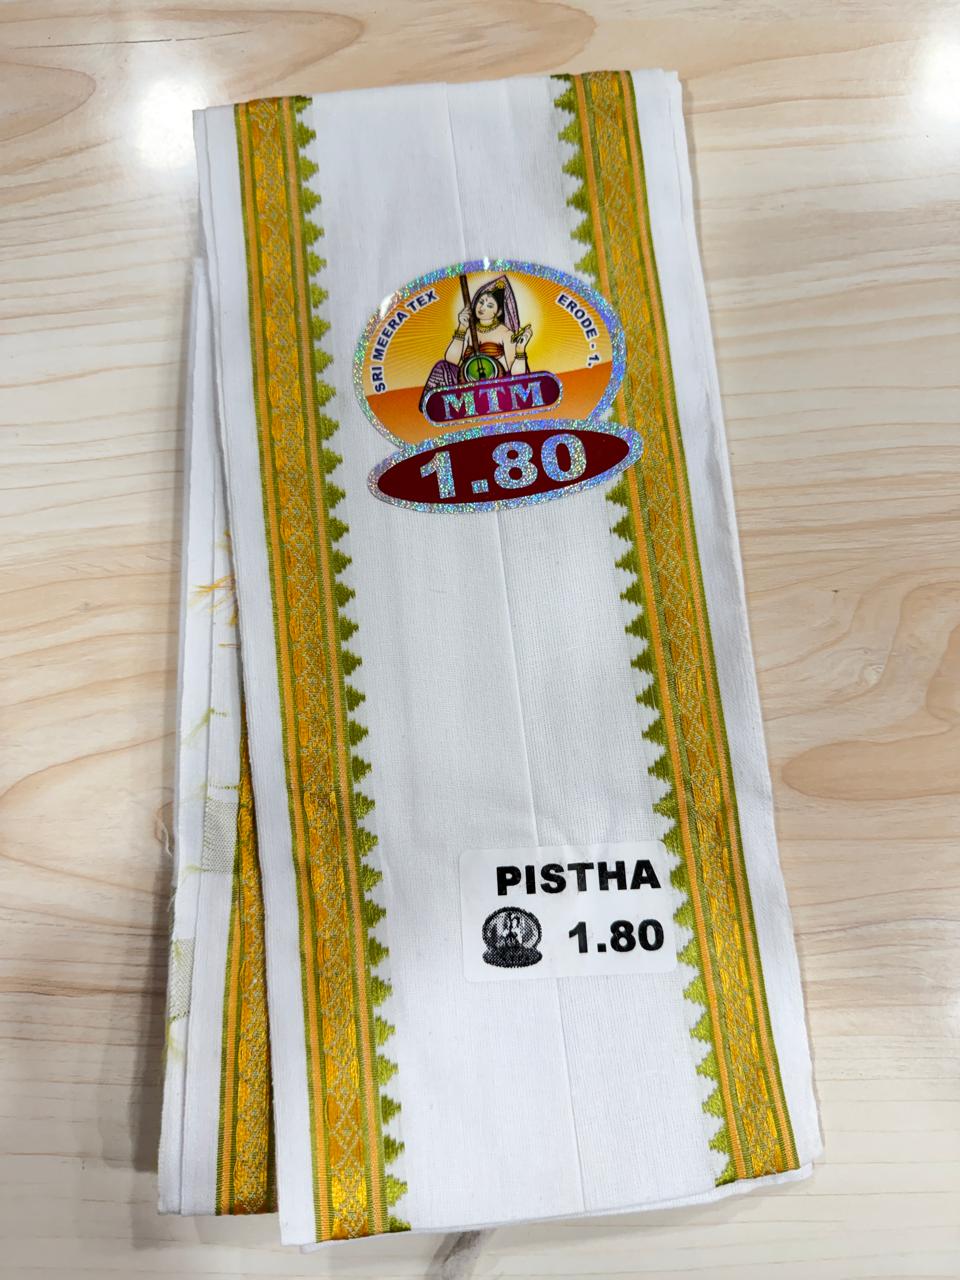 SRI MEERA TEX
ERODE - 1.
MTM
1.80
PISTHA
1.80